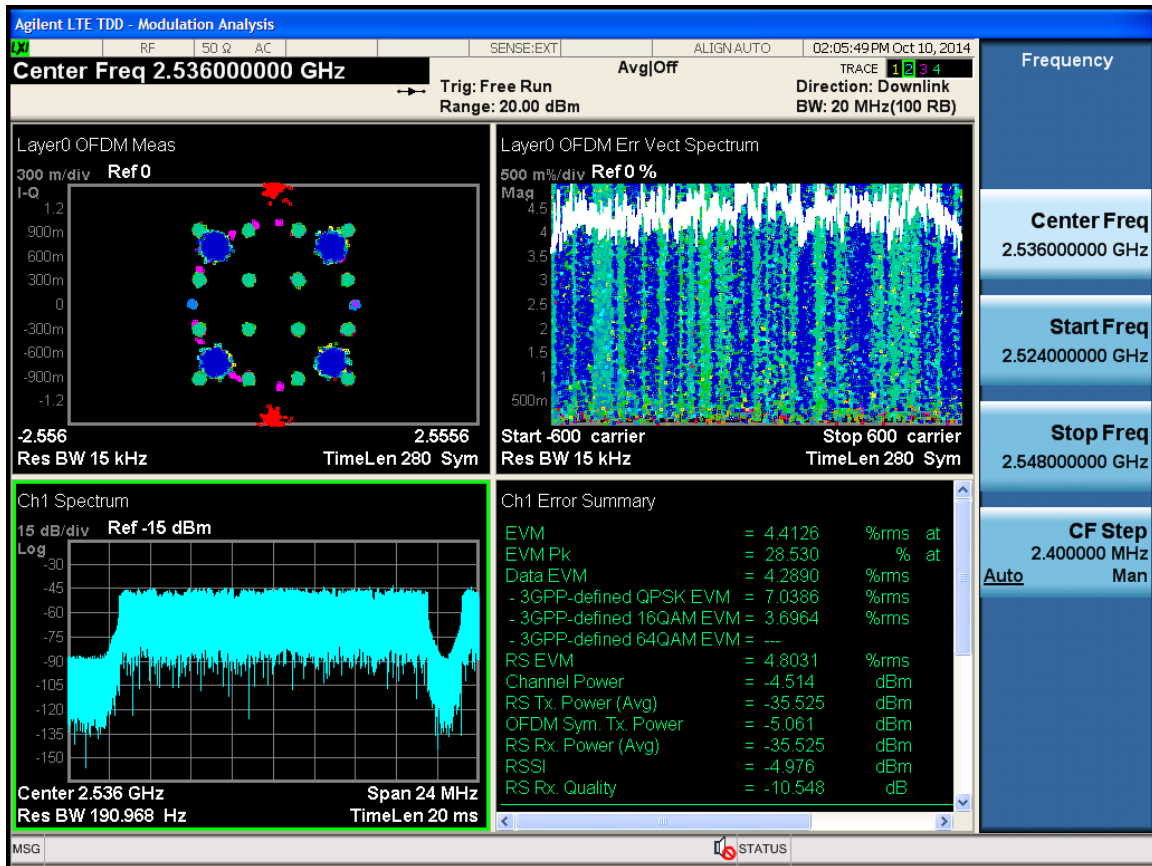 Agilent LTE TDD - Modulation Analysis
LXI RF 50 Ω AC SENSE:EXT ALIGN AUTO 02:05:49 PM Oct 10, 2014
Center Freq 2.536000000 GHz
Avg|Off
TRACE 1 2 3 4
Trig: Free Run
Direction: Downlink
Range: 20.00 dBm
BW: 20 MHz(100 RB)
Layer0 OFDM Meas
300 m/div Ref 0
I-Q
1.2
900m
600m
300m
0
-300m
-600m
-900m
-1.2
-2.556 2.5556
Res BW 15 kHz TimeLen 280 Sym
Layer0 OFDM Err Vect Spectrum
500 m%/div Ref 0 %
Mag
4.5
4
3.5
3
2.5
2
1.5
1
500m
Start -600 carrier Stop 600 carrier
Res BW 15 kHz TimeLen 280 Sym
Ch1 Spectrum
15 dB/div Ref -15 dBm
Log
-30
-45
-60
-75
-90
-105
-120
-135
-150
Center 2.536 GHz Span 24 MHz
Res BW 190.968 Hz TimeLen 20 ms
Ch1 Error Summary
EVM = 4.4126 %rms at
EVM Pk = 28.530 % at
Data EVM = 4.2890 %rms
- 3GPP-defined QPSK EVM = 7.0386 %rms
- 3GPP-defined 16QAM EVM = 3.6964 %rms
- 3GPP-defined 64QAM EVM = ---
RS EVM = 4.8031 %rms
Channel Power = -4.514 dBm
RS Tx. Power (Avg) = -35.525 dBm
OFDM Sym. Tx. Power = -5.061 dBm
RS Rx. Power (Avg) = -35.525 dBm
RSSI = -4.976 dBm
RS Rx. Quality = -10.548 dB
Frequency
Center Freq
2.536000000 GHz
Start Freq
2.524000000 GHz
Stop Freq
2.548000000 GHz
CF Step
2.400000 MHz
Auto Man
MSG STATUS